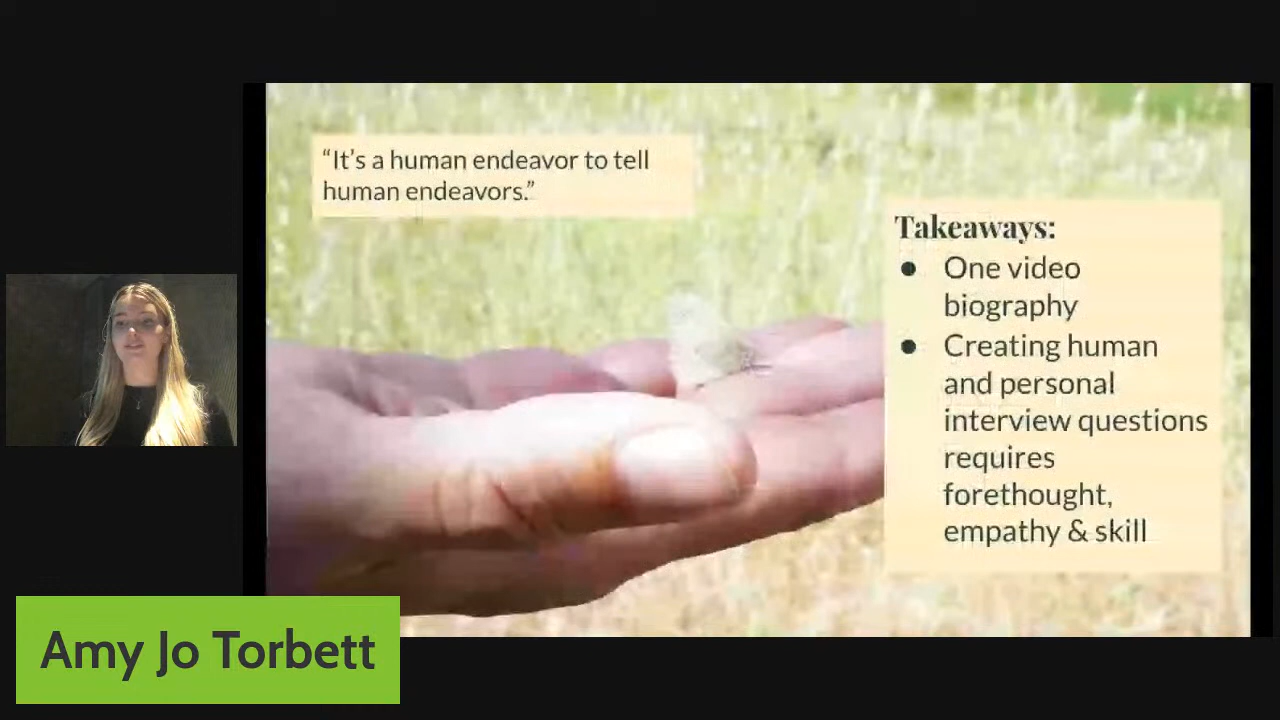 “It’s a human endeavor to tell
human endeavors.”
Takeaways:
● One video
biography
● Creating human
and personal
interview questions
requires
forethought,
empathy & skill
Amy Jo Torbett